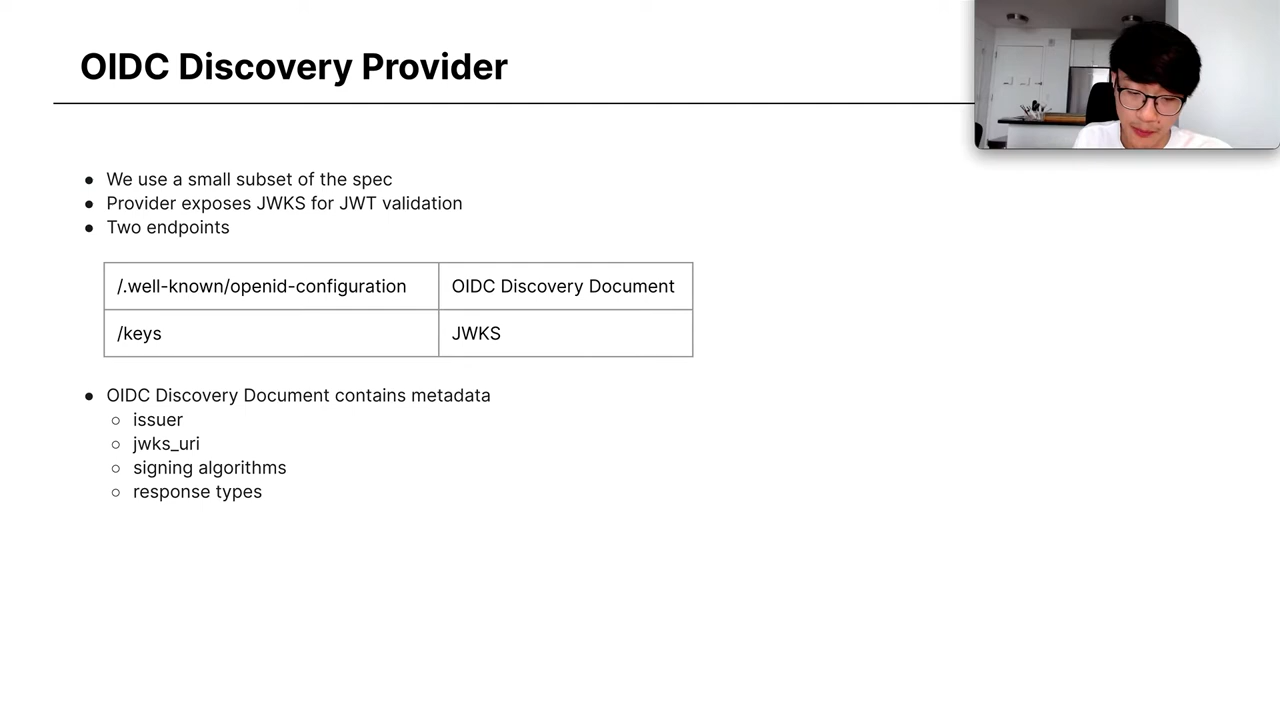 OIDC Discovery Provider
● We use a small subset of the spec
● Provider exposes JWKS for JWT validation
● Two endpoints
/.well-known/openid-configuration OIDC Discovery Document
/keys JWKS
● OIDC Discovery Document contains metadata
○ issuer
○ jwks_uri
○ signing algorithms
○ response types